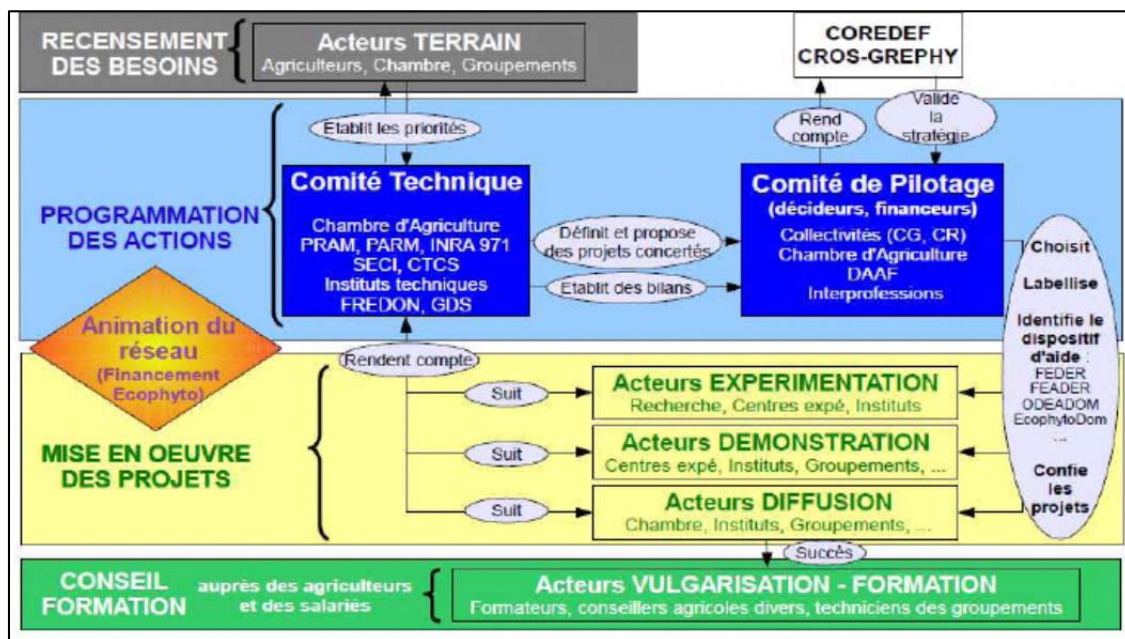 RECENSEMENT
DES BESOINS
Acteurs TERRAIN
Agriculteurs, Chambre, Groupements
COREDEF
CROS-GREPHY
Etablit les priorités
Rend
compte
Valide
la
stratégie
PROGRAMMATION
DES ACTIONS
Comité Technique
Chambre d'Agriculture
PRAM, PARM, INRA 971
SECI, CTCS
Instituts techniques
FREDON, GDS
Définit et propose
des projets concertés
Etablit des bilans
Comité de Pilotage
(décideurs, financeurs)
Collectivités (CG, CR)
Chambre d'Agriculture
DAAF
Interprofessions
Choisit
Labellise
Identifie le
dispositif
d'aide :
FEDER
FEADER
ODEADOM
EcophytoDom
...
Confie
les
projets
Animation du
réseau
(Financement
Ecophyto)
Rendent compte
MISE EN OEUVRE
DES PROJETS
Suit
Acteurs EXPERIMENTATION
Recherche, Centres expé, Instituts
Suit
Acteurs DEMONSTRATION
Centres expé, Instituts, Groupements, ...
Suit
Acteurs DIFFUSION
Chambre, Instituts, Groupements, ...
Succès
CONSEIL
FORMATION
auprès des agriculteurs
et des salariés
Acteurs VULGARISATION - FORMATION
Formateurs, conseillers agricoles divers, techniciens des groupements